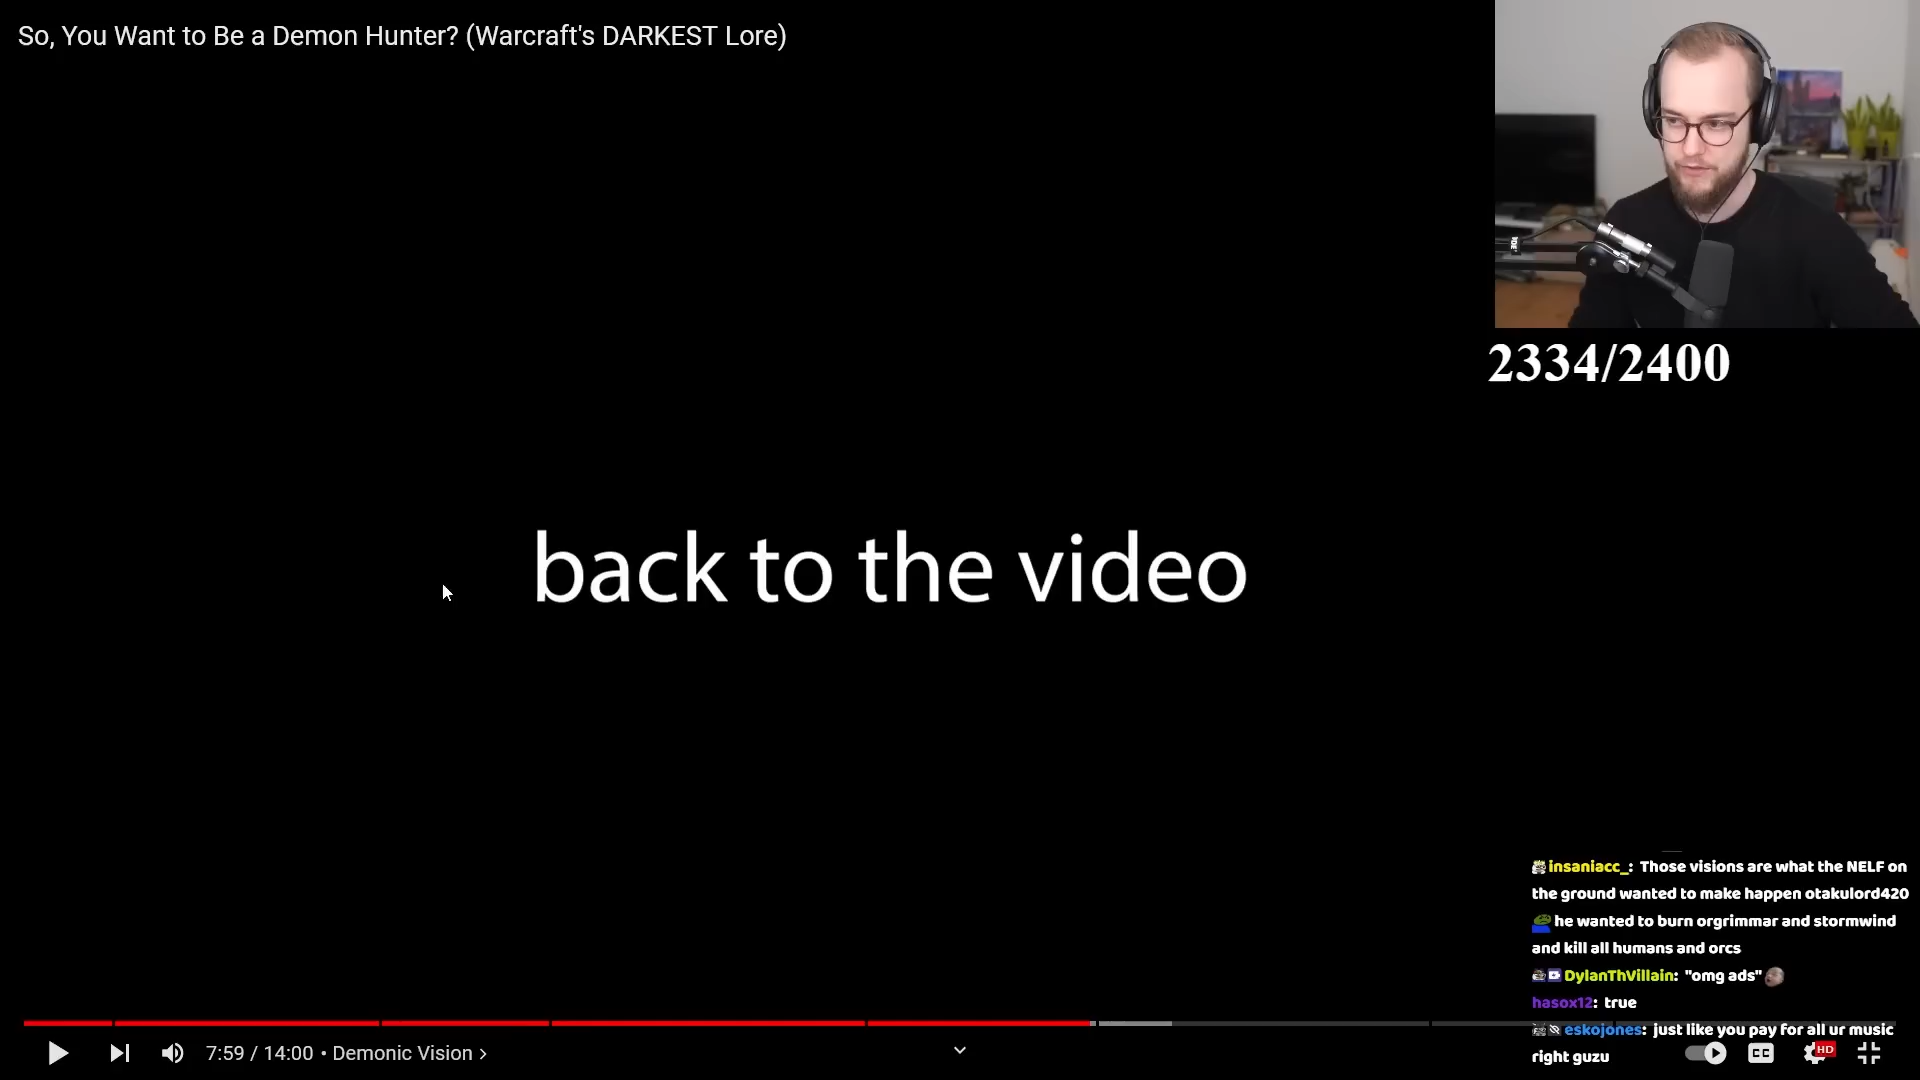 So, You Want to Be a Demon Hunter? (Warcraft's DARKEST Lore)
2334/2400
back to the video
insaniacc_: Those visions are what the NELF on
the ground wanted to make happen otakulord420
he wanted to burn orgrimmar and stormwind
and kill all humans and orcs
DylanThVillain: "omg ads"
hasox12: true
eskojones: just like you pay for all ur music
right guzu
7:59 / 14:00 • Demonic Vision >
CC
HD